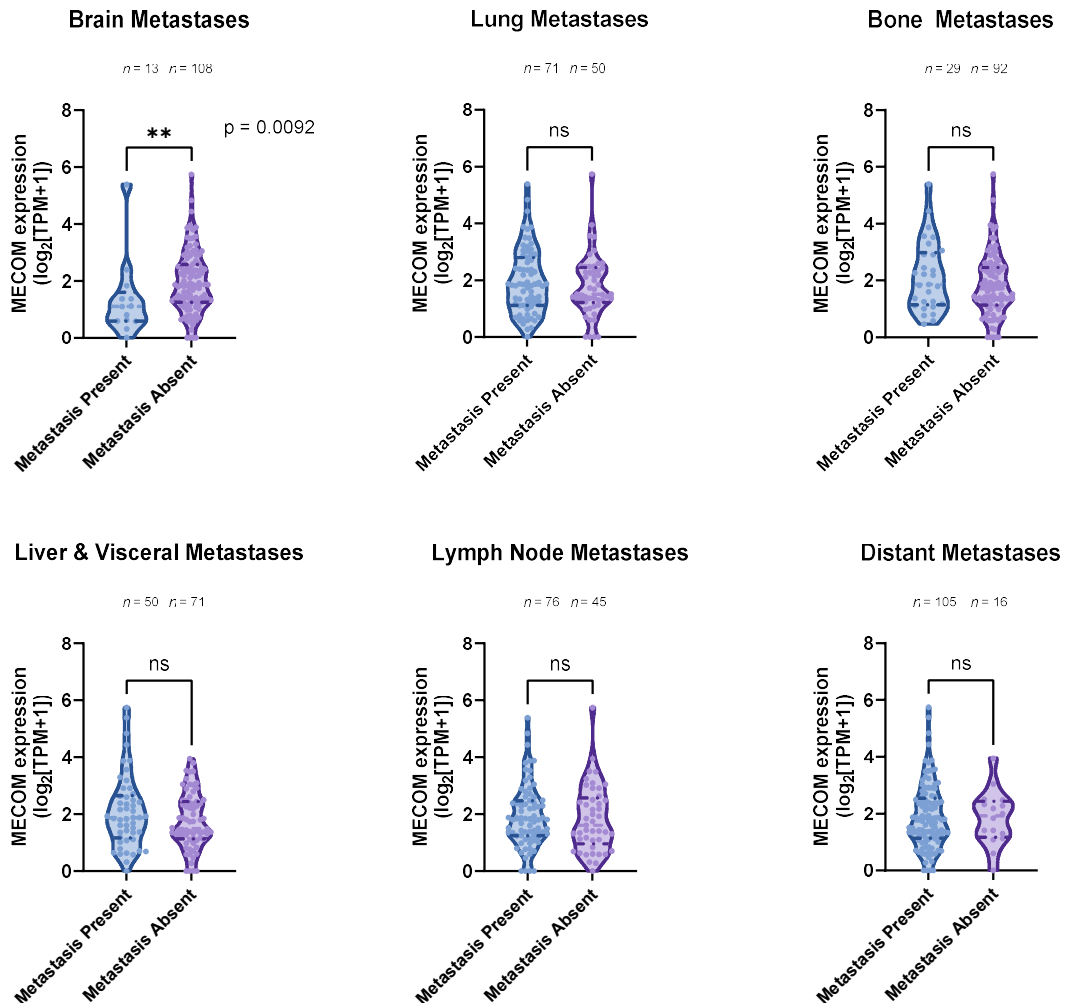 Brain Metastases
n = 13 n = 108
8
6
4
2
0
MECOM expression
(log2[TPM+1])
**
p = 0.0092
Metastasis Present
Metastasis Absent
Lung Metastases
n = 71 n = 50
8
6
4
2
0
MECOM expression
(log2[TPM+1])
ns
Metastasis Present
Metastasis Absent
Bone Metastases
n = 29 n = 92
8
6
4
2
0
MECOM expression
(log2[TPM+1])
ns
Metastasis Present
Metastasis Absent
Liver & Visceral Metastases
n = 50 n = 71
8
6
4
2
0
MECOM expression
(log2[TPM+1])
ns
Metastasis Present
Metastasis Absent
Lymph Node Metastases
n = 76 n = 45
8
6
4
2
0
MECOM expression
(log2[TPM+1])
ns
Metastasis Present
Metastasis Absent
Distant Metastases
n = 105 n = 16
8
6
4
2
0
MECOM expression
(log2[TPM+1])
ns
Metastasis Present
Metastasis Absent